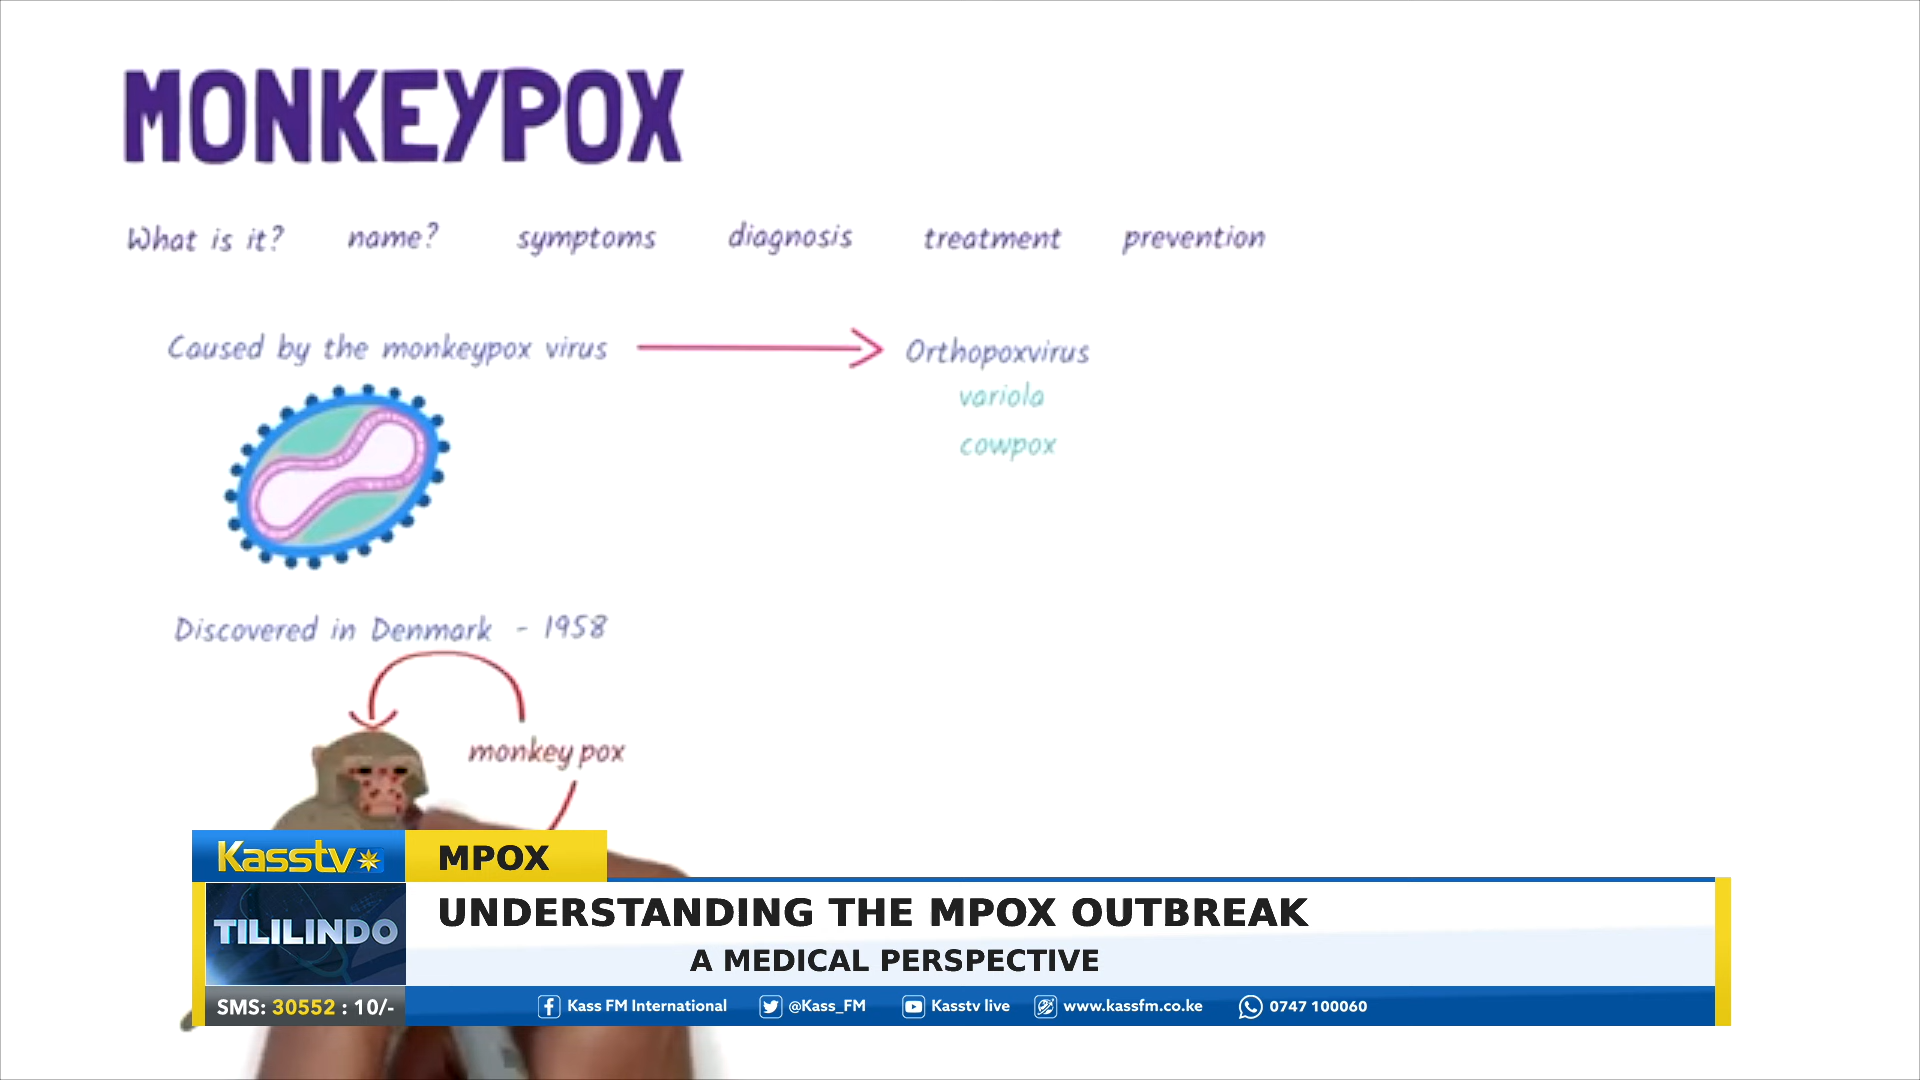 MONKEYPOX
What is it? name? symptoms diagnosis treatment prevention
Caused by the monkeypox virus Orthopoxvirus
variola
cowpox
Discovered in Denmark - 1958
monkey pox
Kasstv MPOX
TILILINDO
UNDERSTANDING THE MPOX OUTBREAK
A MEDICAL PERSPECTIVE
SMS: 30552 : 10/- Kass FM International @Kass_FM Kasstv live www.kassfm.co.ke 0747 100060